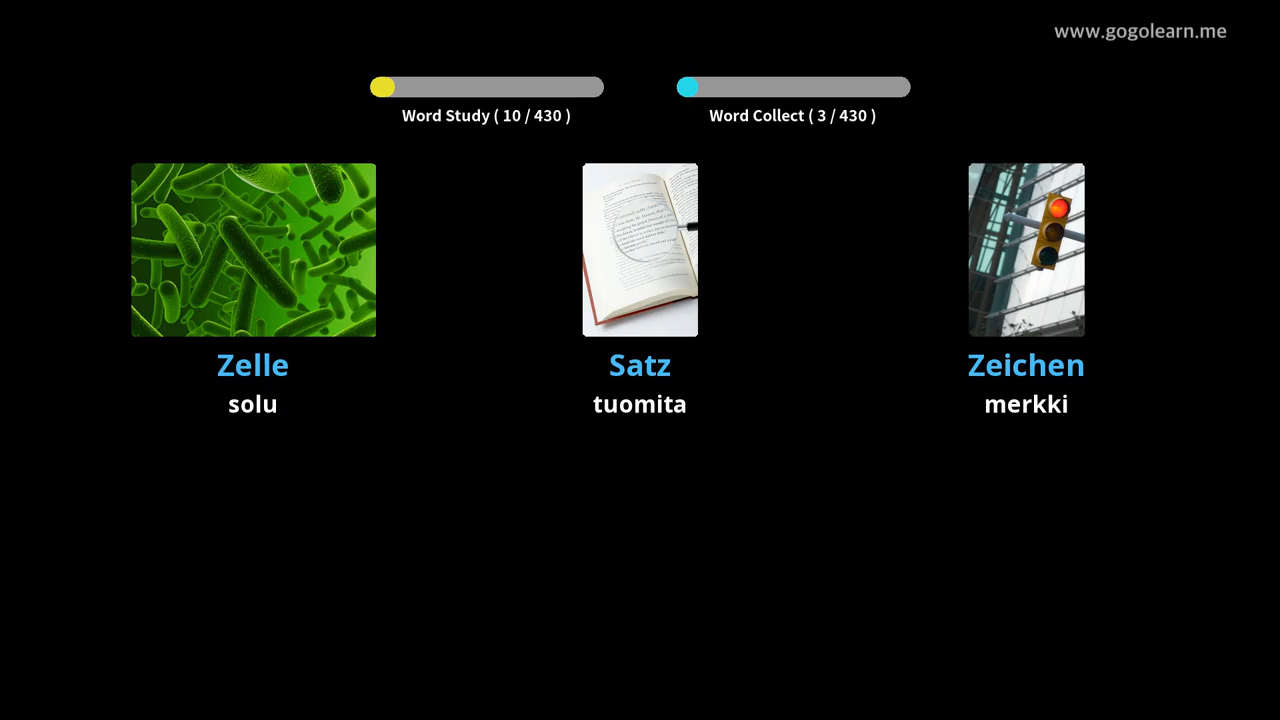 www.gogolearn.me
Word Study ( 10 / 430 )
Word Collect ( 3 / 430 )
Zelle
Satz
Zeichen
solu
tuomita
merkki